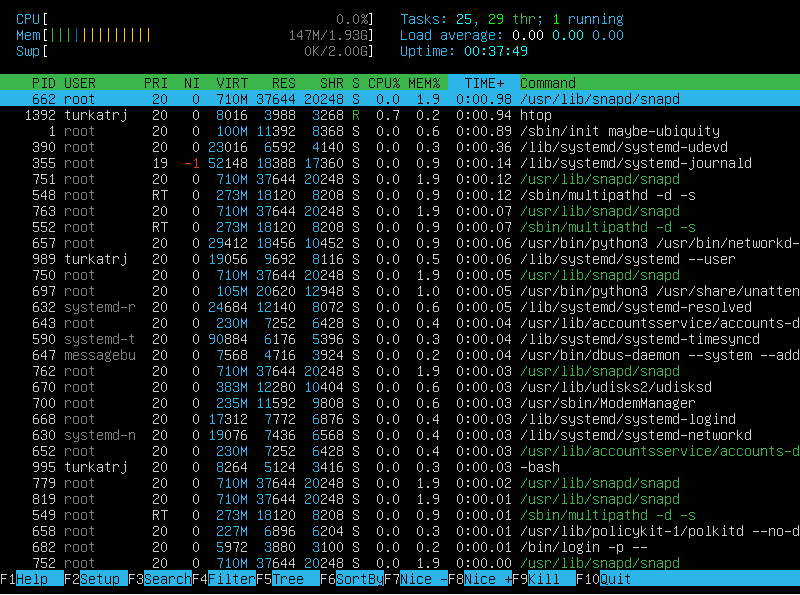 CPU[ 0.0%] Tasks: 25, 29 thr; 1 running
Mem[|||||||||||||| 147M/1.93G] Load average: 0.00 0.00 0.00
Swp[ 0K/2.00G] Uptime: 00:37:49
PID USER PRI NI VIRT RES SHR S CPU% MEM% TIME+ Command
662 root 20 0 710M 37644 20248 S 0.0 1.9 0:00.98 /usr/lib/snapd/snapd
1392 turkatrj 20 0 8016 3988 3268 R 0.7 0.2 0:00.94 htop
1 root 20 0 100M 11392 8368 S 0.0 0.6 0:00.89 /sbin/init maybe-ubiquity
390 root 20 0 23016 6592 4140 S 0.0 0.3 0:00.36 /lib/systemd/systemd-udevd
355 root 19 -1 52148 18388 17360 S 0.0 0.9 0:00.14 /lib/systemd/systemd-journald
751 root 20 0 710M 37644 20248 S 0.0 1.9 0:00.12 /usr/lib/snapd/snapd
548 root RT 0 273M 18120 8208 S 0.0 0.9 0:00.12 /sbin/multipathd -d -s
763 root 20 0 710M 37644 20248 S 0.0 1.9 0:00.07 /usr/lib/snapd/snapd
552 root RT 0 273M 18120 8208 S 0.0 0.9 0:00.07 /sbin/multipathd -d -s
657 root 20 0 29412 18456 10452 S 0.0 0.9 0:00.06 /usr/bin/python3 /usr/bin/networkd-
989 turkatrj 20 0 19056 9692 8116 S 0.0 0.5 0:00.06 /lib/systemd/systemd --user
750 root 20 0 710M 37644 20248 S 0.0 1.9 0:00.05 /usr/lib/snapd/snapd
697 root 20 0 105M 20620 12948 S 0.0 1.0 0:00.05 /usr/bin/python3 /usr/share/unatten
632 systemd-r 20 0 24684 12140 8072 S 0.0 0.6 0:00.05 /lib/systemd/systemd-resolved
643 root 20 0 230M 7252 6428 S 0.0 0.4 0:00.04 /usr/lib/accountsservice/accounts-d
590 systemd-t 20 0 90884 6176 5396 S 0.0 0.3 0:00.04 /lib/systemd/systemd-timesyncd
647 messagebu 20 0 7568 4716 3924 S 0.0 0.2 0:00.04 /usr/bin/dbus-daemon --system --add
762 root 20 0 710M 37644 20248 S 0.0 1.9 0:00.03 /usr/lib/snapd/snapd
670 root 20 0 383M 12280 10404 S 0.0 0.6 0:00.03 /usr/lib/udisks2/udisksd
700 root 20 0 235M 11592 9808 S 0.0 0.6 0:00.03 /usr/sbin/ModemManager
668 root 20 0 17312 7772 6876 S 0.0 0.4 0:00.03 /lib/systemd/systemd-logind
630 systemd-n 20 0 19076 7436 6568 S 0.0 0.4 0:00.03 /lib/systemd/systemd-networkd
652 root 20 0 230M 7252 6428 S 0.0 0.4 0:00.03 /usr/lib/accountsservice/accounts-d
995 turkatrj 20 0 8264 5124 3416 S 0.0 0.3 0:00.03 -bash
779 root 20 0 710M 37644 20248 S 0.0 1.9 0:00.02 /usr/lib/snapd/snapd
819 root 20 0 710M 37644 20248 S 0.0 1.9 0:00.01 /usr/lib/snapd/snapd
549 root RT 0 273M 18120 8208 S 0.0 0.9 0:00.01 /sbin/multipathd -d -s
658 root 20 0 227M 6896 6204 S 0.0 0.3 0:00.01 /usr/lib/policykit-1/polkitd --no-d
682 root 20 0 5972 3880 3100 S 0.0 0.2 0:00.01 /bin/login -p --
752 root 20 0 710M 37644 20248 S 0.0 1.9 0:00.00 /usr/lib/snapd/snapd
F1Help F2Setup F3SearchF4FilterF5Tree F6SortByF7Nice -F8Nice +F9Kill F10Quit